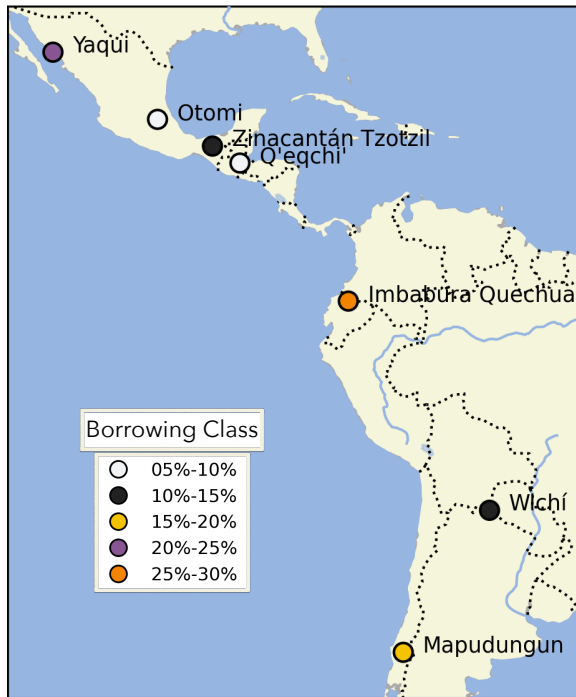 Yaqui
Otomi
Zinacantán Tzotzil
Q'eqchi'
Imbabura Quechua
Borrowing Class
05%-10%
10%-15%
15%-20%
20%-25%
25%-30%
Wichí
Mapudungun